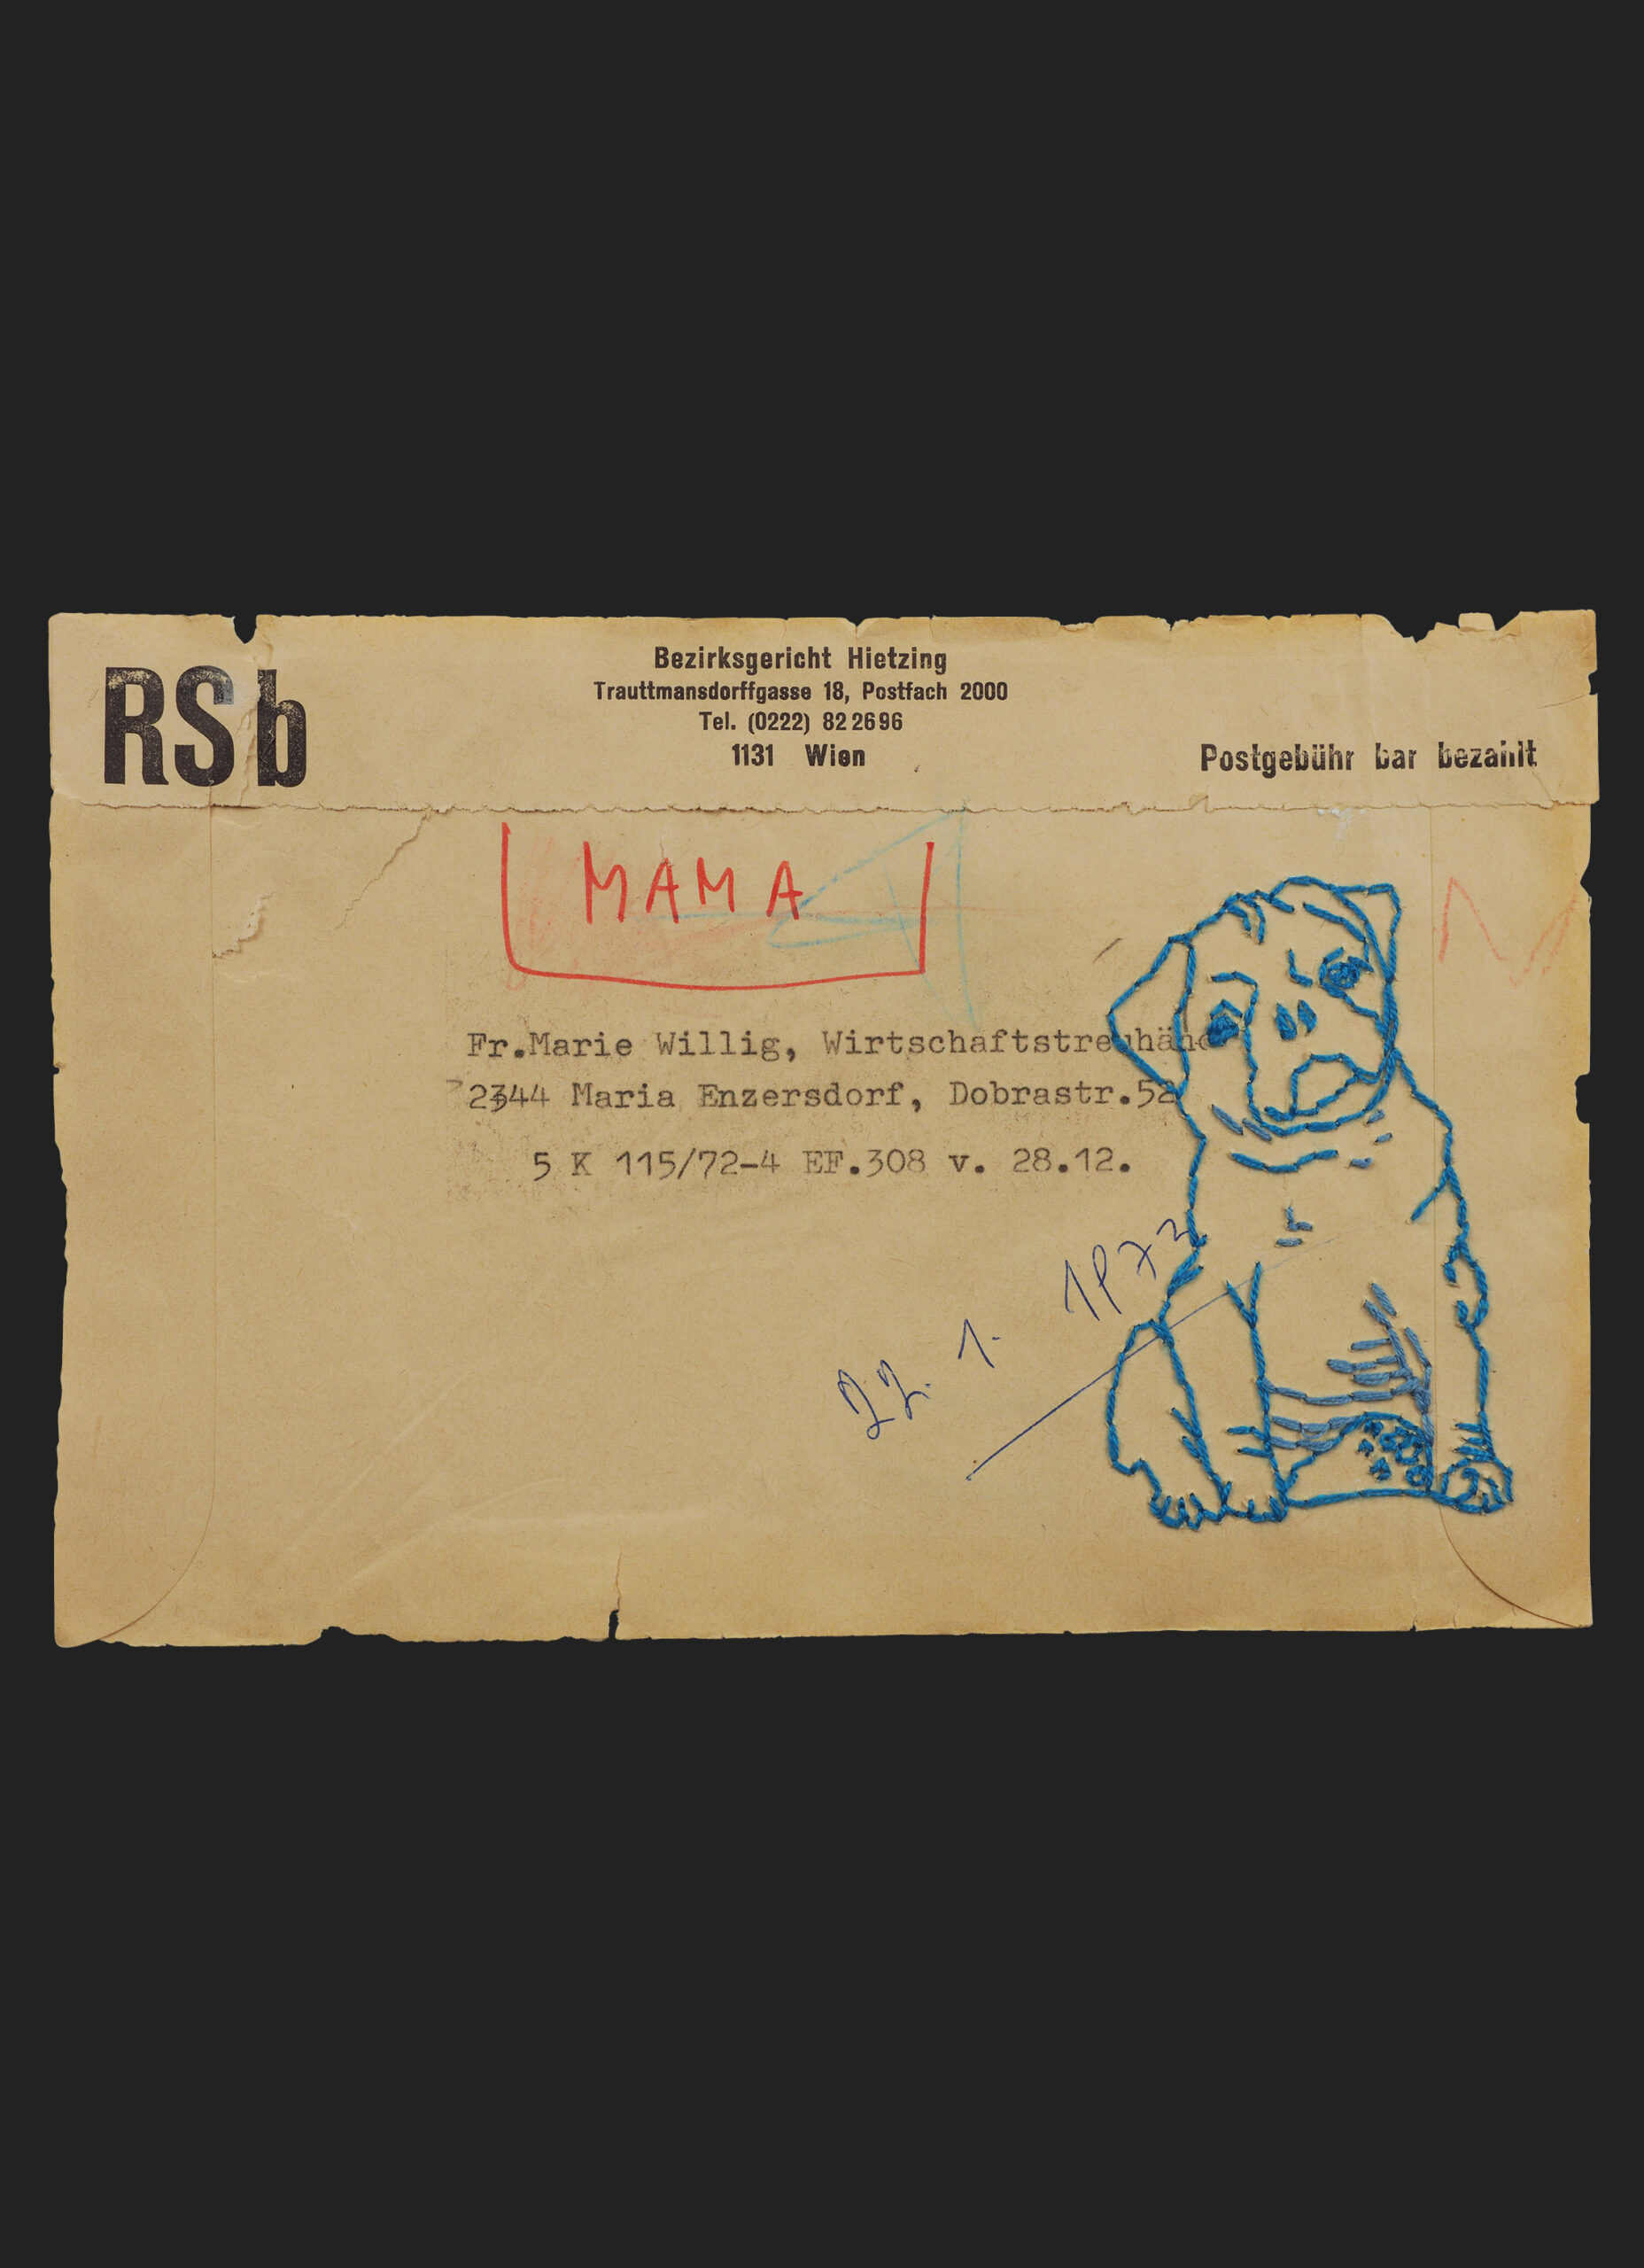 RSb
Bezirksgericht Hietzing
Trauttmansdorffgasse 18, Postfach 2000
Tel. (0222) 82 26 96
1131 Wien
Postgebühr bar bezahlt
MAMA
Fr.Marie Willig, Wirtschaftstreuhänd
2344 Maria Enzersdorf, Dobrastr.52
5 K 115/72-4 EF.308 v. 28.12.
22. 1. 1973